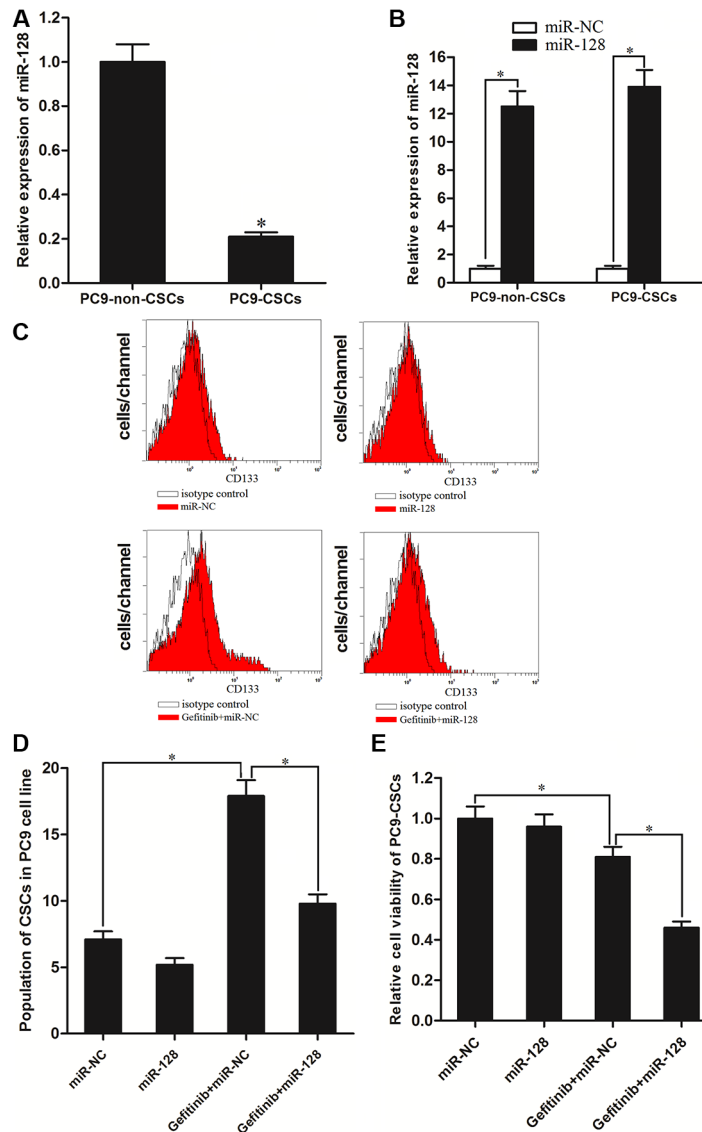 A
Relative expression of miR-128
1.2
1.0
0.8
0.6
0.4
0.2
0.0
*
PC9-non-CSCs
PC9-CSCs
B
miR-NC
miR-128
Relative expression of miR-128
16
14
12
10
8
6
4
2
0
*
*
PC9-non-CSCs
PC9-CSCs
C
cells/channel
CD133
isotype control
miR-NC
cells/channel
CD133
isotype control
miR-128
cells/channel
CD133
isotype control
Gefitinib+miR-NC
cells/channel
CD133
isotype control
Gefitinib+miR-128
D
Population of CSCs in PC9 cell line
20
15
10
5
0
*
*
miR-NC
miR-128
Gefitinib+miR-NC
Gefitinib+miR-128
E
Relative cell viability of PC9-CSCs
1.2
1.0
0.8
0.6
0.4
0.2
0.0
*
*
miR-NC
miR-128
Gefitinib+miR-NC
Gefitinib+miR-128